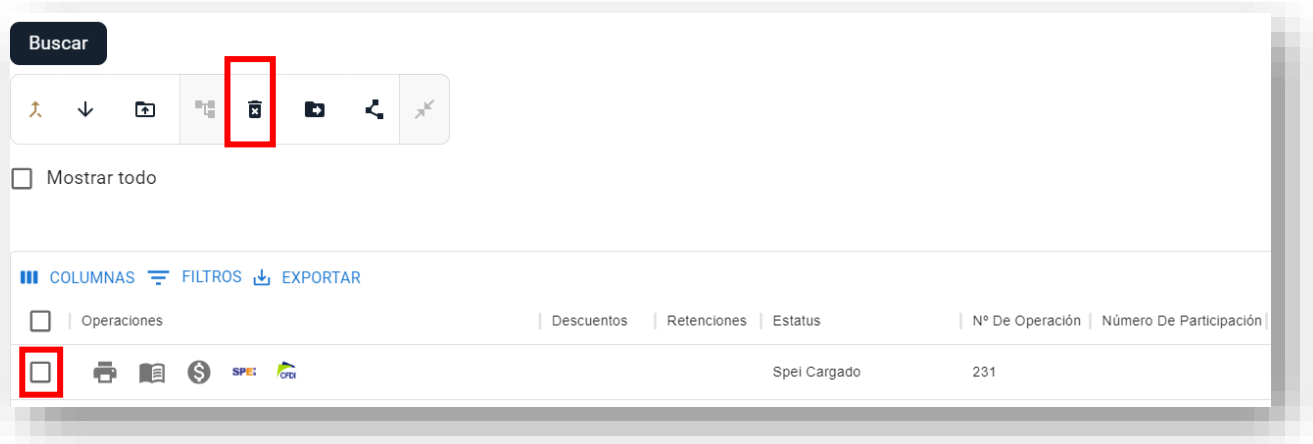 Buscar
Mostrar todo
COLUMNAS FILTROS EXPORTAR
Operaciones Descuentos Retenciones Estatus Nº De Operación Número De Participación
SPEI CFDI Spei Cargado 231